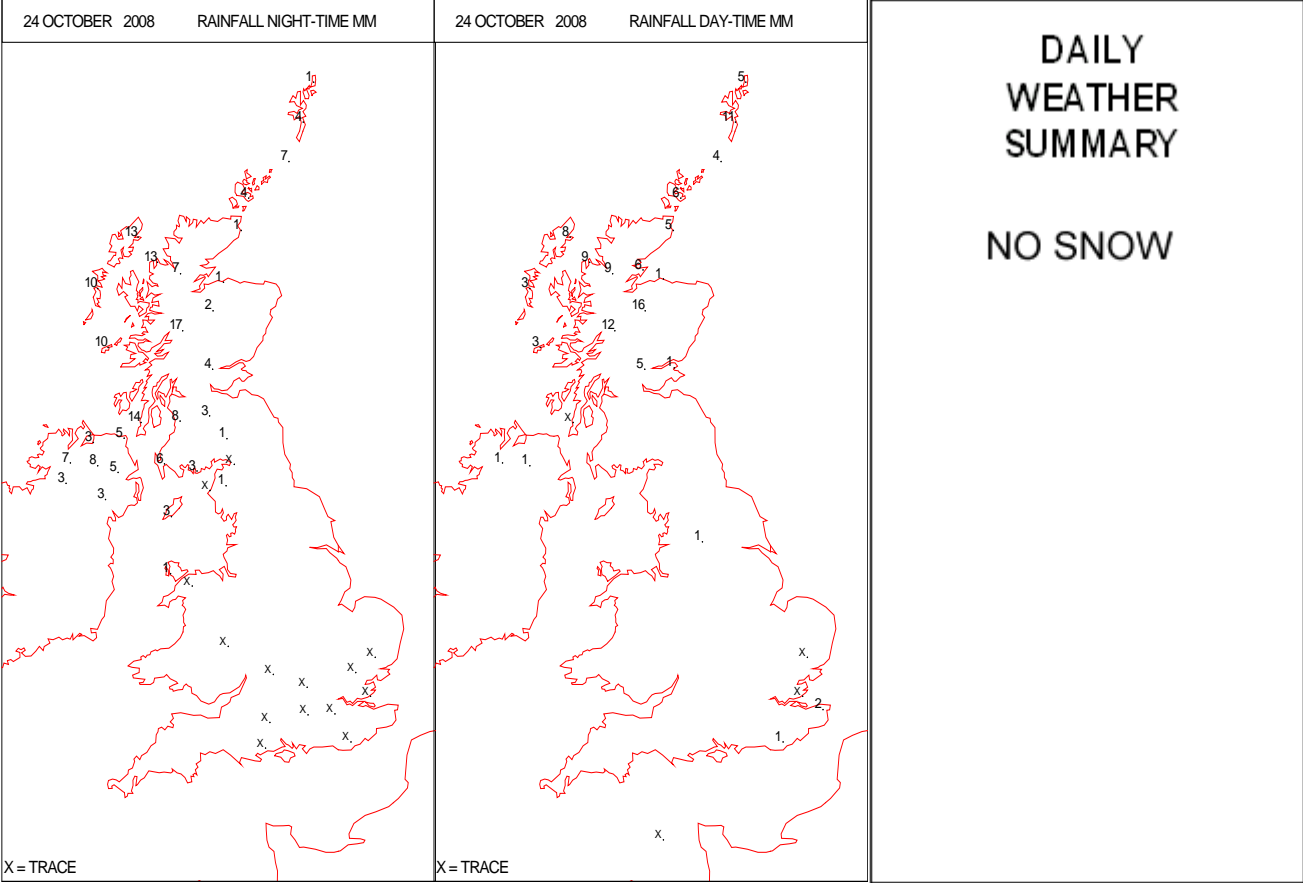 24 OCTOBER 2008 RAINFALL NIGHT-TIME MM
1
4
7
4
1
13
13
7
1
10
2
17
10
4
14
8
3
3
5
1
7
8
5
6
3
X
3
3
X
1
3
1
X
X
X
X
X
X
X
X
X
X
X
X
X = TRACE
24 OCTOBER 2008 RAINFALL DAY-TIME MM
5
11
4
6
5
8
9
9
6
1
3
16
12
3
5
1
X
1
1
1
X
X
2
1
X
X = TRACE
DAILY
WEATHER
SUMMARY
NO SNOW